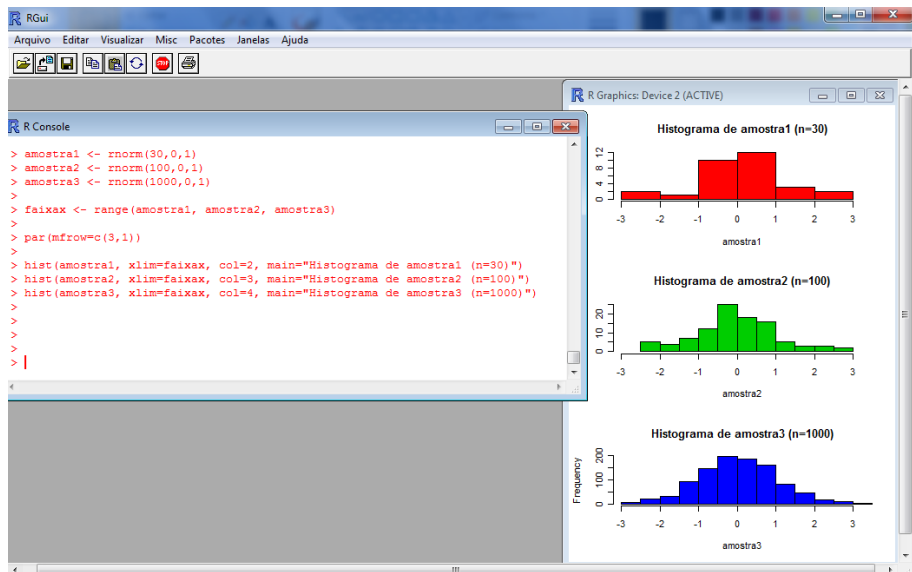 RGui
Arquivo Editar Visualizar Misc Pacotes Janelas Ajuda
STOP
R Console
> amostra1 <- rnorm(30,0,1)
> amostra2 <- rnorm(100,0,1)
> amostra3 <- rnorm(1000,0,1)
>
> faixax <- range(amostra1, amostra2, amostra3)
>
> par(mfrow=c(3,1))
>
> hist(amostra1, xlim=faixax, col=2, main="Histograma de amostra1 (n=30)")
> hist(amostra2, xlim=faixax, col=3, main="Histograma de amostra2 (n=100)")
> hist(amostra3, xlim=faixax, col=4, main="Histograma de amostra3 (n=1000)")
>
>
>
>
>
R Graphics: Device 2 (ACTIVE)
Histograma de amostra1 (n=30)
0 4 8 12
-3 -2 -1 0 1 2 3
amostra1
Histograma de amostra2 (n=100)
0 10 20
-3 -2 -1 0 1 2 3
amostra2
Histograma de amostra3 (n=1000)
Frequency
0 100 200
-3 -2 -1 0 1 2 3
amostra3